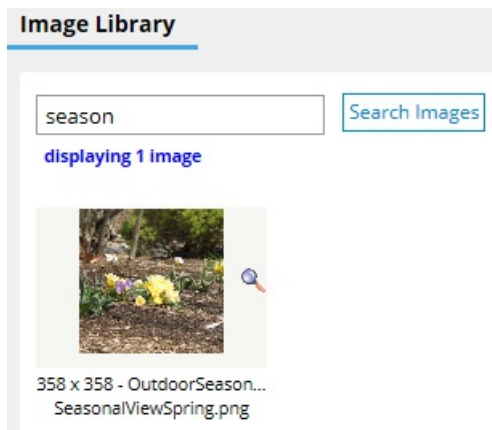 Image Library
season
Search Images
displaying 1 image
358 x 358 - OutdoorSeason...
SeasonalViewSpring.png